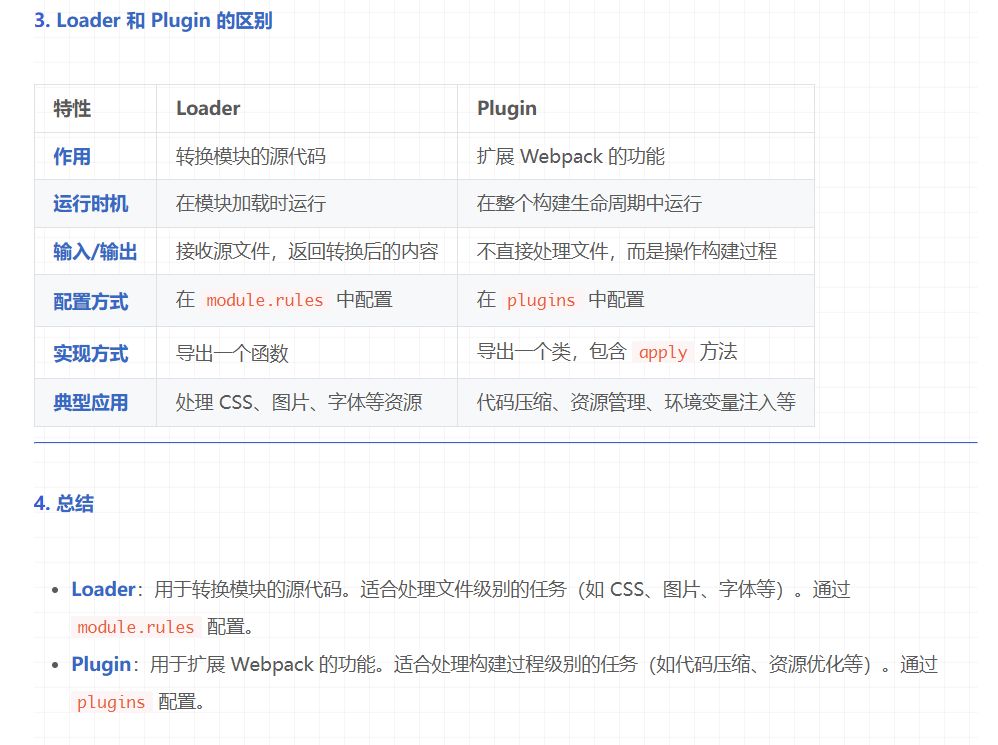 3. Loader 和 Plugin 的区别
特性 Loader Plugin
作用 转换模块的源代码 扩展 Webpack 的功能
运行时机 在模块加载时运行 在整个构建生命周期中运行
输入/输出 接收源文件，返回转换后的内容 不直接处理文件，而是操作构建过程
配置方式 在 module.rules 中配置 在 plugins 中配置
实现方式 导出一个函数 导出一个类，包含 apply 方法
典型应用 处理 CSS、图片、字体等资源 代码压缩、资源管理、环境变量注入等
4. 总结
• Loader：用于转换模块的源代码。适合处理文件级别的任务（如 CSS、图片、字体等）。通过
module.rules 配置。
• Plugin：用于扩展 Webpack 的功能。适合处理构建过程级别的任务（如代码压缩、资源优化等）。通过
plugins 配置。